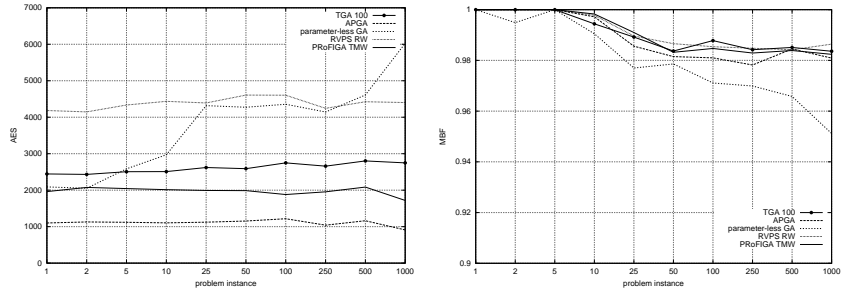 7000
6000
5000
4000
3000
2000
1000
0
AES
TGA 100
APGA
parameter-less GA
RVPS RW
PRoFIGA TMW
1 2 5 10 25 50 100 250 500 1000
problem instance
1
0.98
0.96
0.94
0.92
0.9
MBF
TGA 100
APGA
parameter-less GA
RVPS RW
PRoFIGA TMW
1 2 5 10 25 50 100 250 500 1000
problem instance